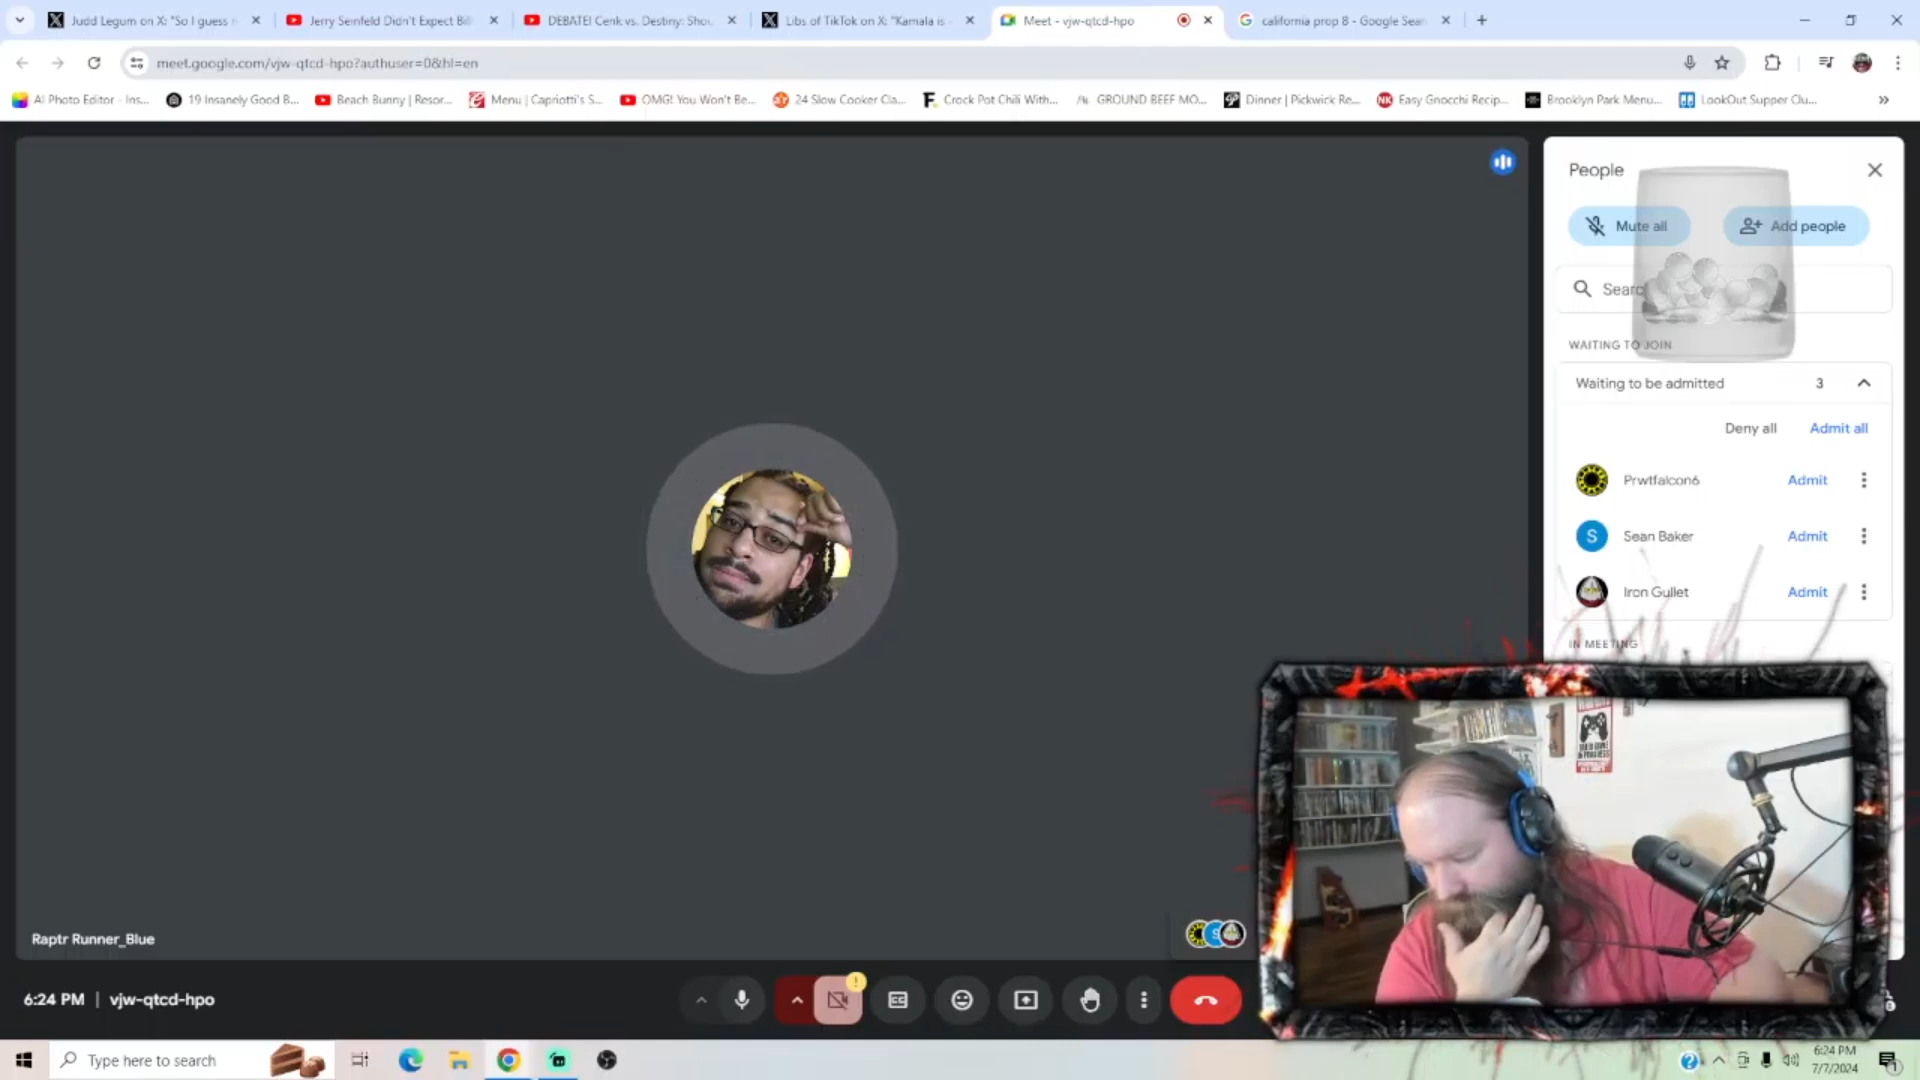 Judd Legum on X: "So I guess n
Jerry Seinfeld Didn't Expect Bil
DEBATE! Cenk vs. Destiny: Shou
Libs of TikTok on X: "Kamala is
Meet - vjw-qtcd-hpo
california prop 8 - Google Sear
meet.google.com/vjw-qtcd-hpo?authuser=0&hl=en
AI Photo Editor - Ins...
19 Insanely Good B...
Beach Bunny | Resor...
Menu | Capriotti's S...
OMG! You Won't Be...
24 Slow Cooker Cla...
Crock Pot Chili With...
GROUND BEEF MO...
Dinner | Pickwick Re...
Easy Gnocchi Recip...
Brooklyn Park Menu...
LookOut Supper Clu...
People
Mute all
Add people
Searc
WAITING TO JOIN
Waiting to be admitted 3
Deny all Admit all
Prwtfalcon6 Admit
Sean Baker Admit
Iron Gullet Admit
IN MEETING
Raptr Runner_Blue
6:24 PM | vjw-qtcd-hpo
Type here to search
6:24 PM
7/7/2024